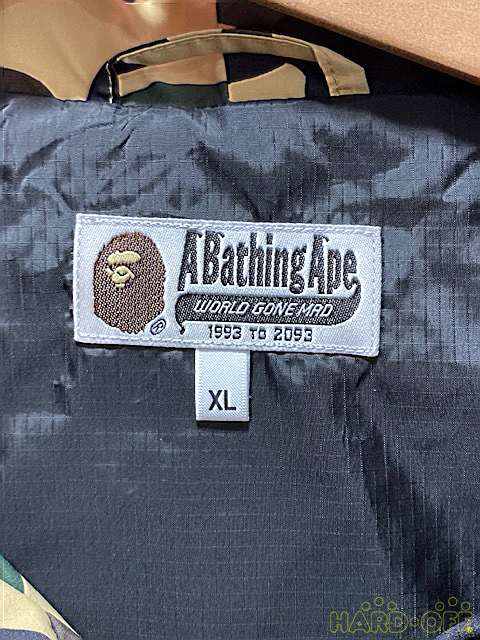 A Bathing Ape
WORLD GONE MAD
1993 TO 2093
®
XL
HARD-OFF